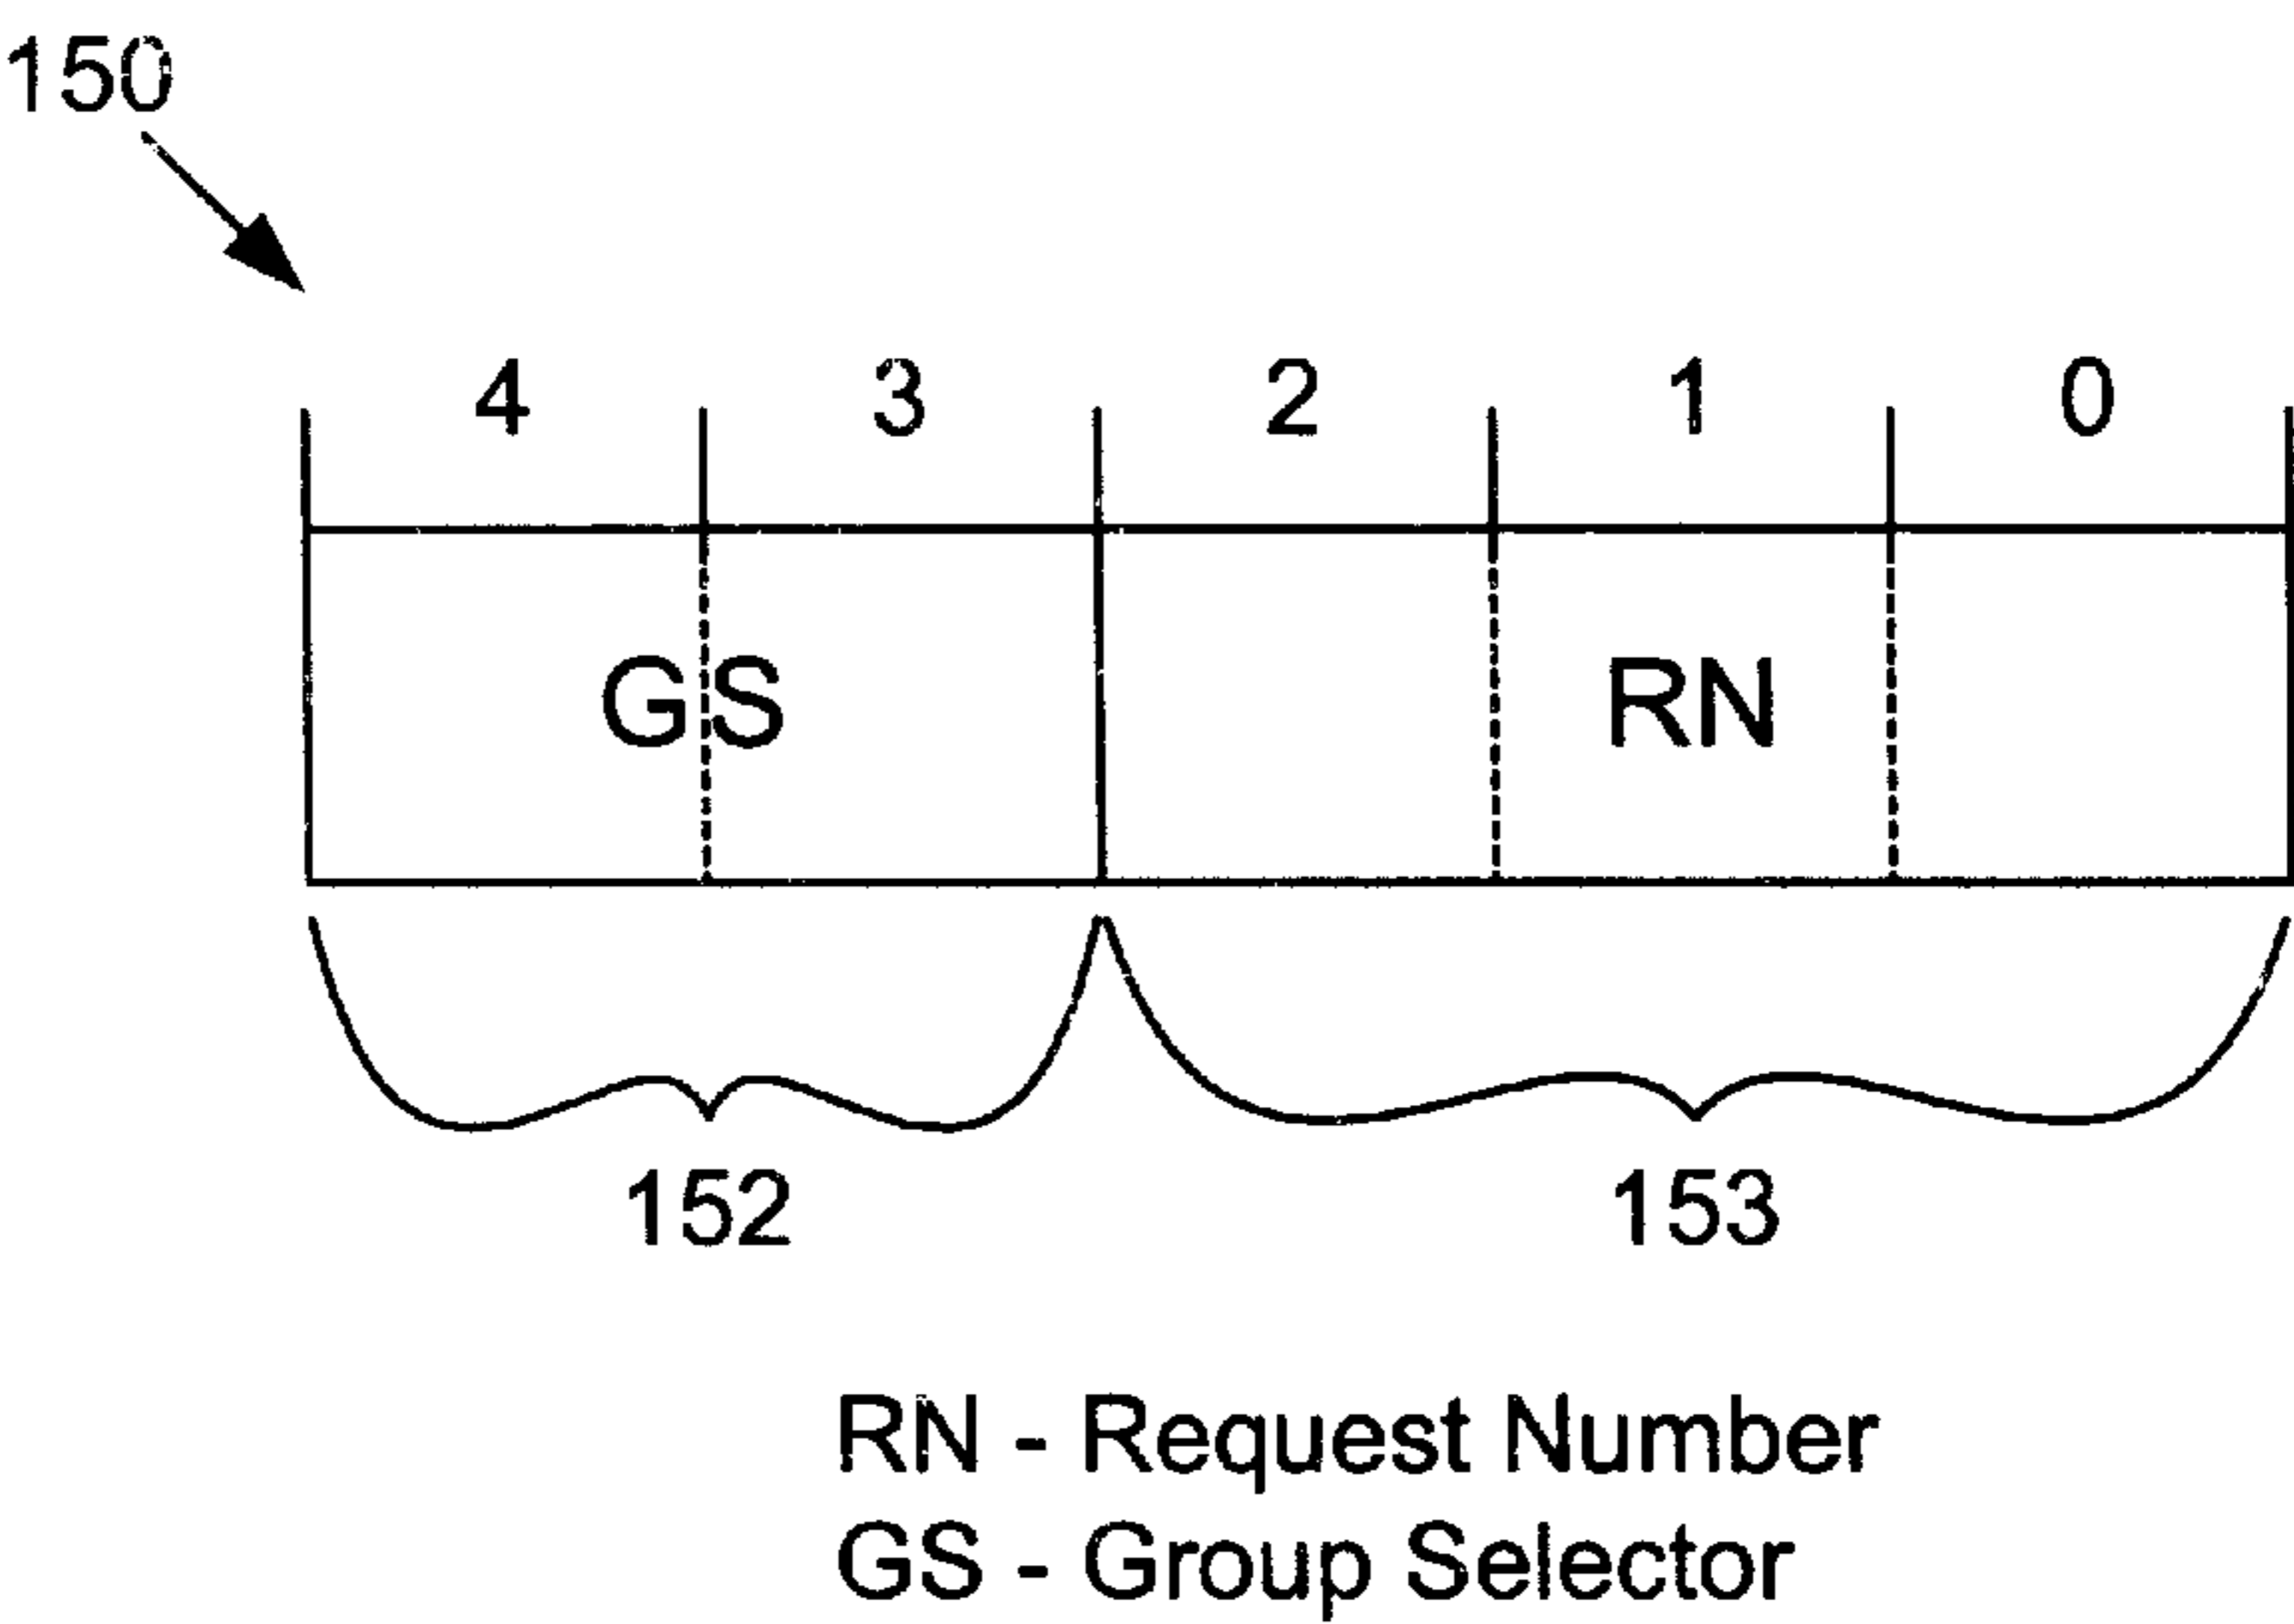 150
4 3 2 1 0
GS RN
152 153
RN - Request Number
GS - Group Selector